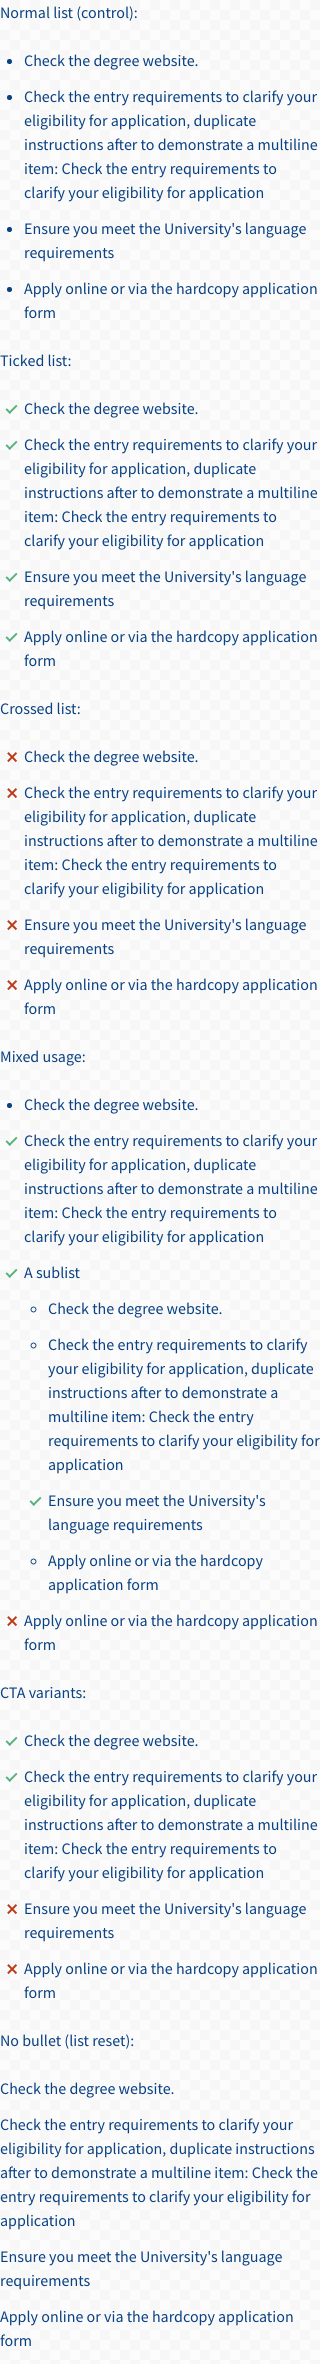 Normal list (control):
Check the degree website.
Check the entry requirements to clarify your
eligibility for application, duplicate
instructions after to demonstrate a multiline
item: Check the entry requirements to
clarify your eligibility for application
Ensure you meet the University's language
requirements
Apply online or via the hardcopy application
form
Ticked list:
Check the degree website.
Check the entry requirements to clarify your
eligibility for application, duplicate
instructions after to demonstrate a multiline
item: Check the entry requirements to
clarify your eligibility for application
Ensure you meet the University's language
requirements
Apply online or via the hardcopy application
form
Crossed list:
Check the degree website.
Check the entry requirements to clarify your
eligibility for application, duplicate
instructions after to demonstrate a multiline
item: Check the entry requirements to
clarify your eligibility for application
Ensure you meet the University's language
requirements
Apply online or via the hardcopy application
form
Mixed usage:
Check the degree website.
Check the entry requirements to clarify your
eligibility for application, duplicate
instructions after to demonstrate a multiline
item: Check the entry requirements to
clarify your eligibility for application
A sublist
Check the degree website.
Check the entry requirements to clarify
your eligibility for application, duplicate
instructions after to demonstrate a
multiline item: Check the entry
requirements to clarify your eligibility for
application
Ensure you meet the University's
language requirements
Apply online or via the hardcopy
application form
Apply online or via the hardcopy application
form
CTA variants:
Check the degree website.
Check the entry requirements to clarify your
eligibility for application, duplicate
instructions after to demonstrate a multiline
item: Check the entry requirements to
clarify your eligibility for application
Ensure you meet the University's language
requirements
Apply online or via the hardcopy application
form
No bullet (list reset):
Check the degree website.
Check the entry requirements to clarify your
eligibility for application, duplicate instructions
after to demonstrate a multiline item: Check the
entry requirements to clarify your eligibility for
application
Ensure you meet the University's language
requirements
Apply online or via the hardcopy application
form